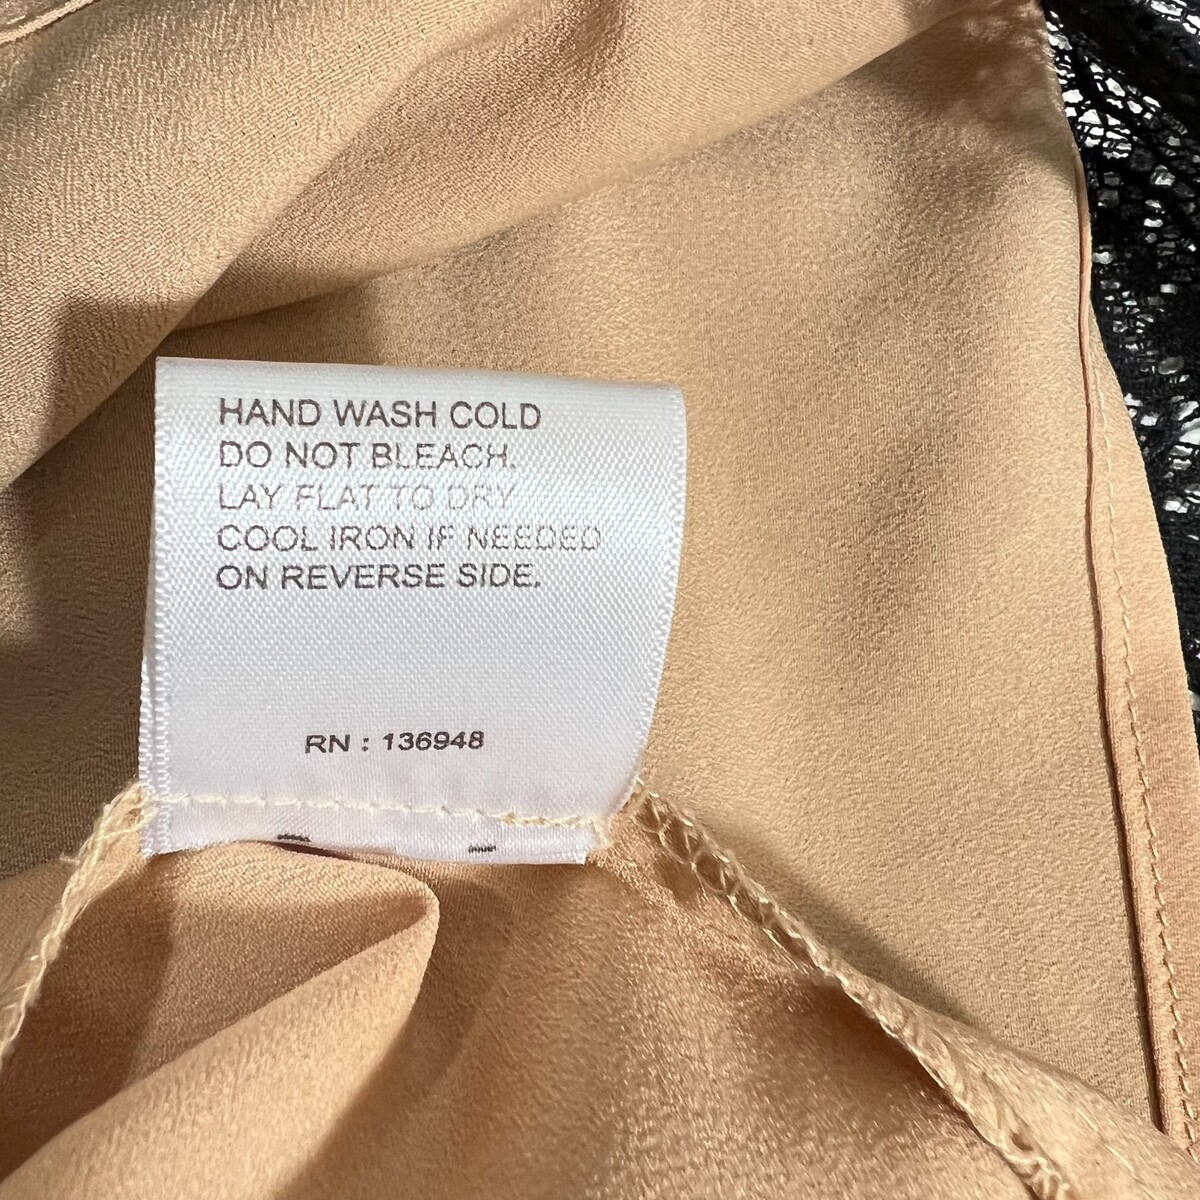 HAND WASH COLD
DO NOT BLEACH.
LAY FLAT TO DRY
COOL IRON IF NEEDED
ON REVERSE SIDE.
RN : 136948